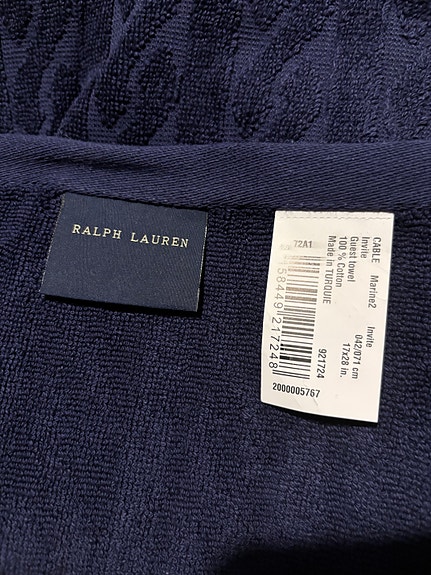 RALPH LAUREN
CABLE Marine2 Invite
Invite 042/071 cm
Guest towel 17x28 in.
100 % Cotton
Made in TURQUIE 921724
72A1
58449217248
2000005767